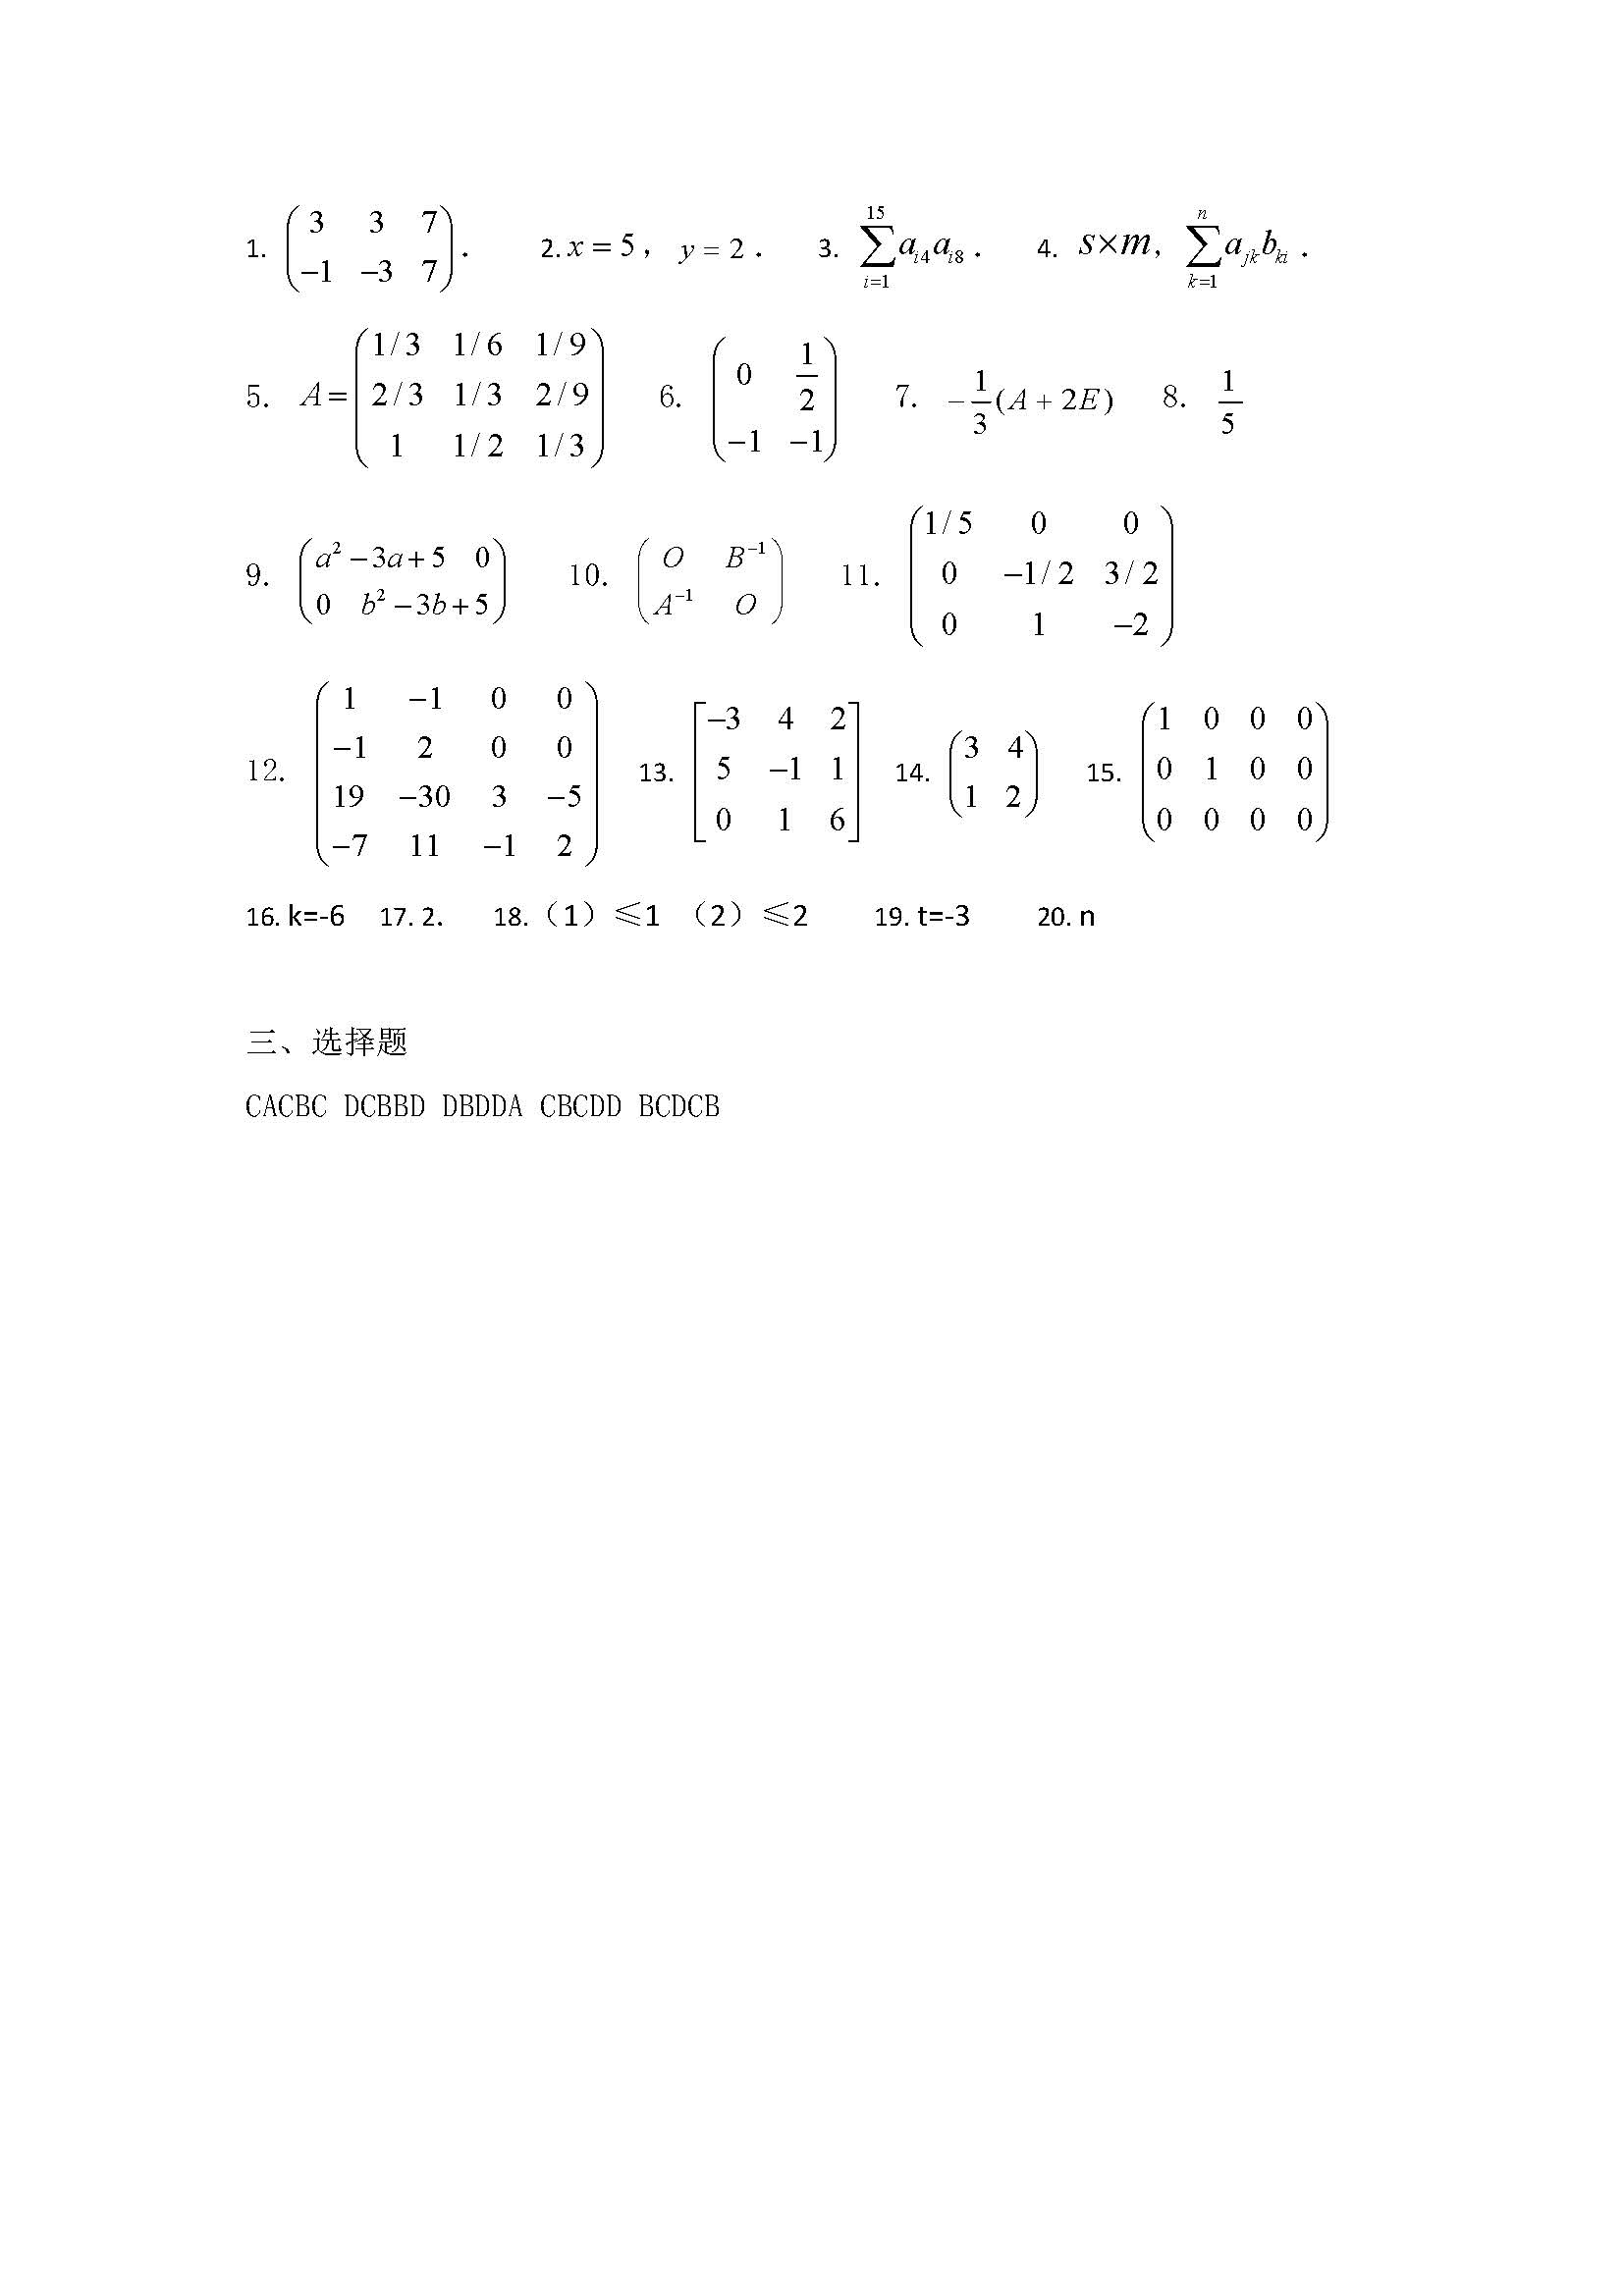 1. $\begin{pmatrix} 3 & 3 & 7 \\ -1 & -3 & 7 \end{pmatrix}$. 2. $x=5$, $y=2$. 3. $\sum_{i=1}^{15} a_{i4}a_{i8}$. 4. $s\times m$, $\sum_{k=1}^{n} a_{jk}b_{ki}$.
5. $A=\begin{pmatrix} 1/3 & 1/6 & 1/9 \\ 2/3 & 1/3 & 2/9 \\ 1 & 1/2 & 1/3 \end{pmatrix}$ 6. $\begin{pmatrix} 0 & \frac{1}{2} \\ -1 & -1 \end{pmatrix}$ 7. $-\frac{1}{3}(A+2E)$ 8. $\frac{1}{5}$
9. $\begin{pmatrix} a^2-3a+5 & 0 \\ 0 & b^2-3b+5 \end{pmatrix}$ 10. $\begin{pmatrix} O & B^{-1} \\ A^{-1} & O \end{pmatrix}$ 11. $\begin{pmatrix} 1/5 & 0 & 0 \\ 0 & -1/2 & 3/2 \\ 0 & 1 & -2 \end{pmatrix}$
12. $\begin{pmatrix} 1 & -1 & 0 & 0 \\ -1 & 2 & 0 & 0 \\ 19 & -30 & 3 & -5 \\ -7 & 11 & -1 & 2 \end{pmatrix}$ 13. $\begin{bmatrix} -3 & 4 & 2 \\ 5 & -1 & 1 \\ 0 & 1 & 6 \end{bmatrix}$ 14. $\begin{pmatrix} 3 & 4 \\ 1 & 2 \end{pmatrix}$ 15. $\begin{pmatrix} 1 & 0 & 0 & 0 \\ 0 & 1 & 0 & 0 \\ 0 & 0 & 0 & 0 \end{pmatrix}$
16. k=-6 17. 2. 18.（1）≤1 （2）≤2 19. t=-3 20. n
三、选择题
CACBC DCBBD DBDDA CBCDD BCDCB